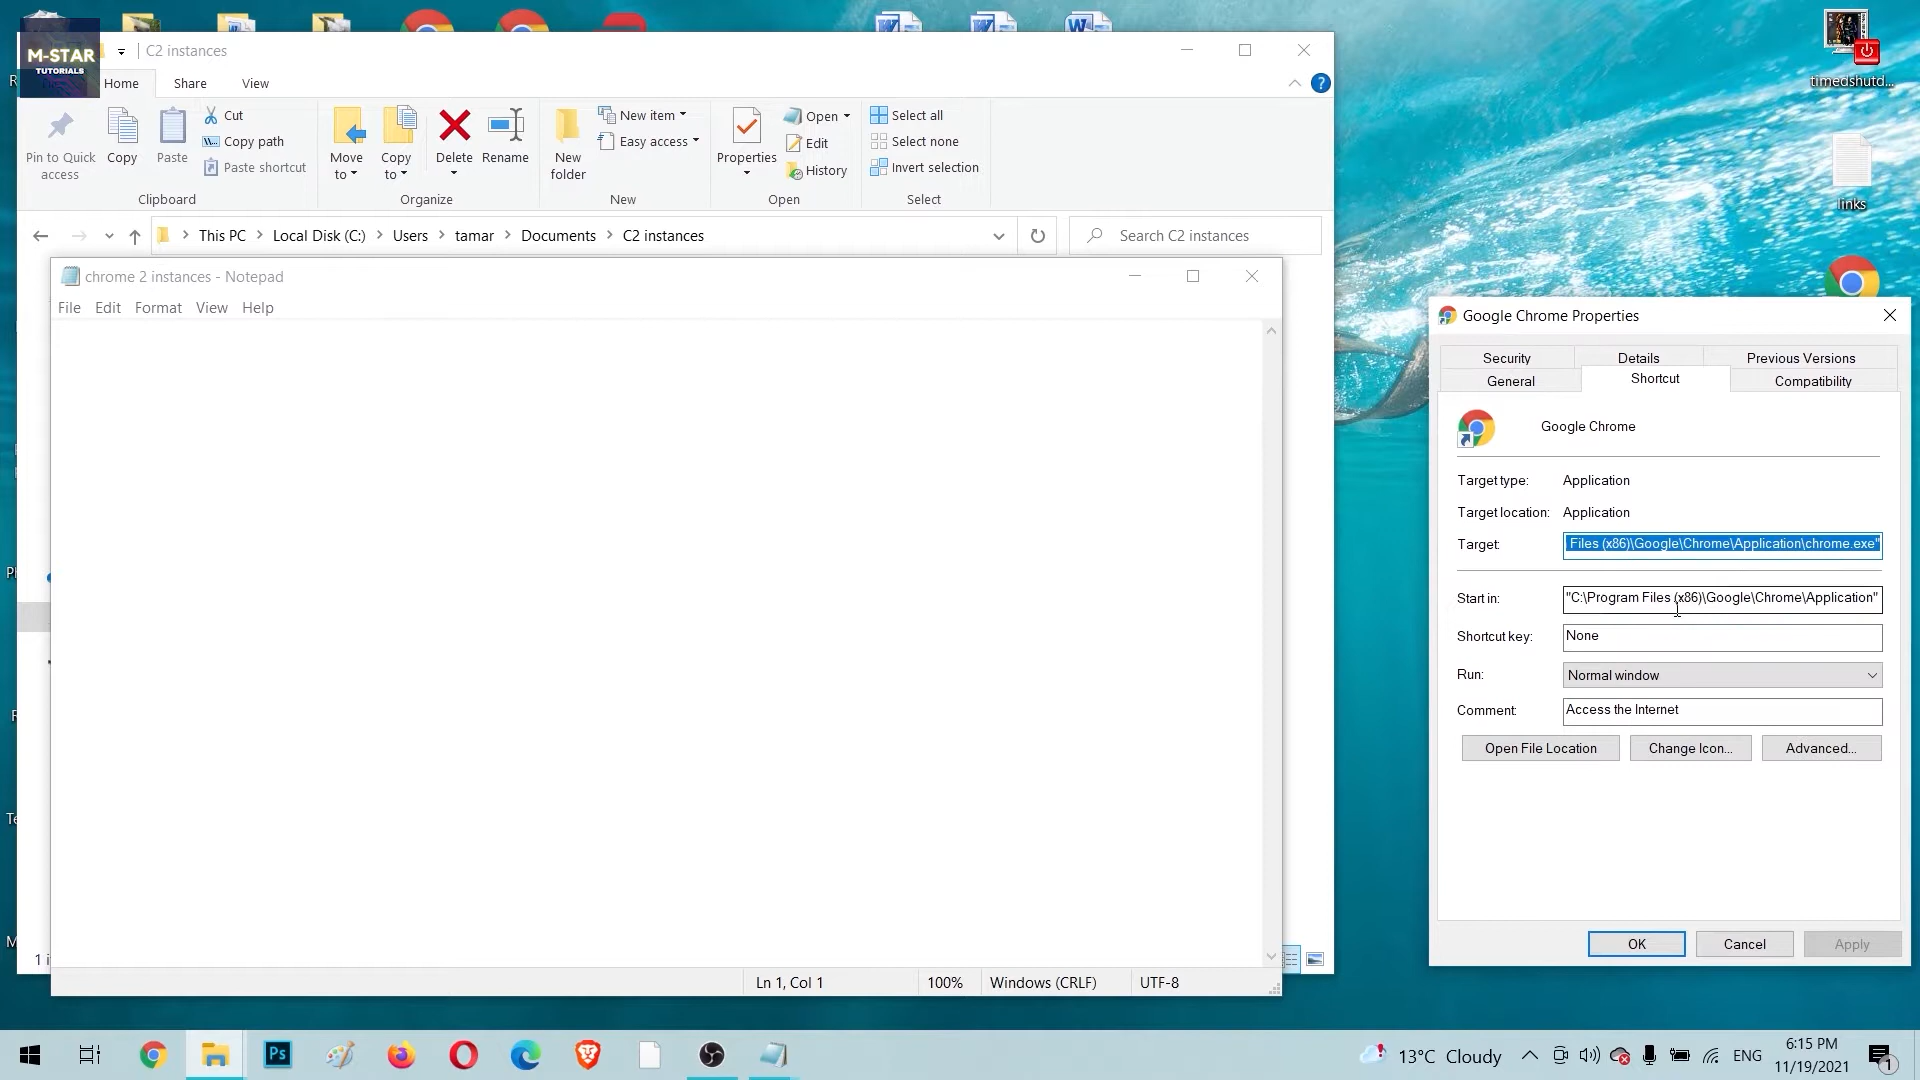 M-STAR
TUTORIALS
C2 instances
Home
Share
View
Pin to Quick
access
Copy
Paste
Cut
Copy path
Paste shortcut
Clipboard
Move
to
Copy
to
Delete
Rename
Organize
New
folder
New item
Easy access
New
Properties
Open
Edit
History
Open
Select all
Select none
Invert selection
Select
This PC
Local Disk (C:)
Users
tamar
Documents
C2 instances
Search C2 instances
chrome 2 instances - Notepad
File
Edit
Format
View
Help
Ln 1, Col 1
100%
Windows (CRLF)
UTF-8
timedshutd...
links
Google Chrome Properties
Security
Details
Previous Versions
General
Shortcut
Compatibility
Google Chrome
Target type:
Application
Target location:
Application
Target:
Files (x86)\Google\Chrome\Application\chrome.exe"
Start in:
"C:\Program Files (x86)\Google\Chrome\Application"
Shortcut key:
None
Run:
Normal window
Comment:
Access the Internet
Open File Location
Change Icon...
Advanced...
OK
Cancel
Apply
Ps
13°C Cloudy
ENG
6:15 PM
11/19/2021
1